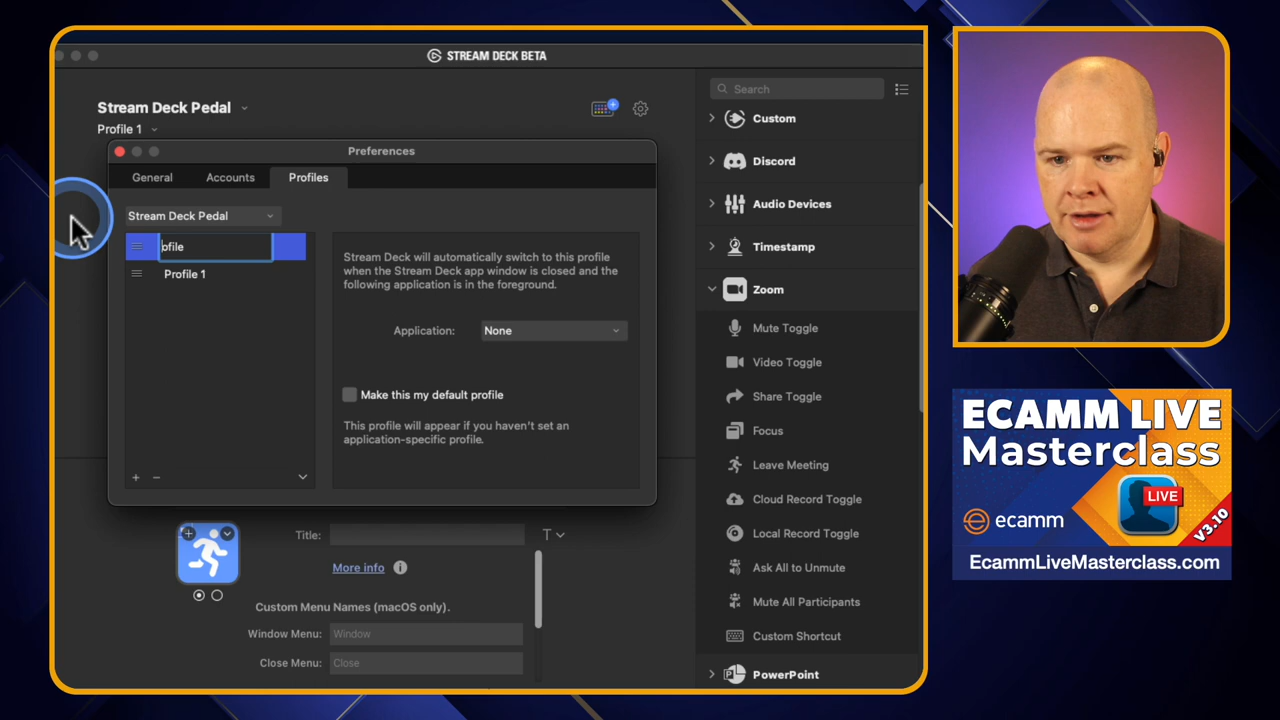 STREAM DECK BETA
Stream Deck Pedal
Profile 1
Search
Custom
Discord
Audio Devices
Timestamp
Zoom
Mute Toggle
Video Toggle
Share Toggle
Focus
Leave Meeting
Cloud Record Toggle
Local Record Toggle
Ask All to Unmute
Mute All Participants
Custom Shortcut
PowerPoint
Preferences
General
Accounts
Profiles
Stream Deck Pedal
ofile
Profile 1
Stream Deck will automatically switch to this profile
when the Stream Deck app window is closed and the
following application is in the foreground.
Application:
None
Make this my default profile
This profile will appear if you haven't set an
application-specific profile.
Title:
T
More info
Custom Menu Names (macOS only).
Window Menu:
Window
Close Menu:
Close
ECAMM LIVE
Masterclass
LIVE
ecamm
v3.10
EcammLiveMasterclass.com